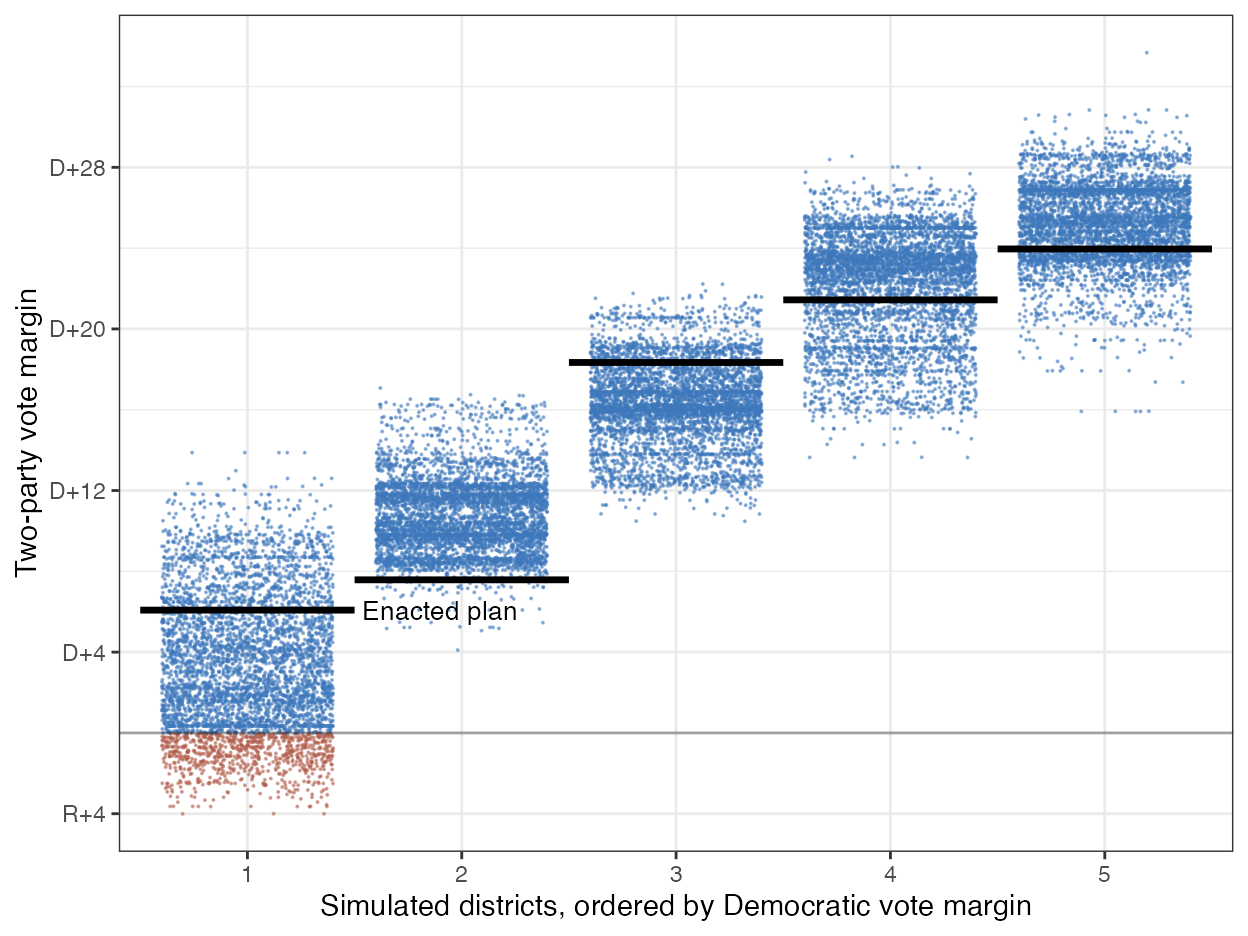 Two-party vote margin
D+28
D+20
D+12
D+4
R+4
Enacted plan
1 2 3 4 5
Simulated districts, ordered by Democratic vote margin